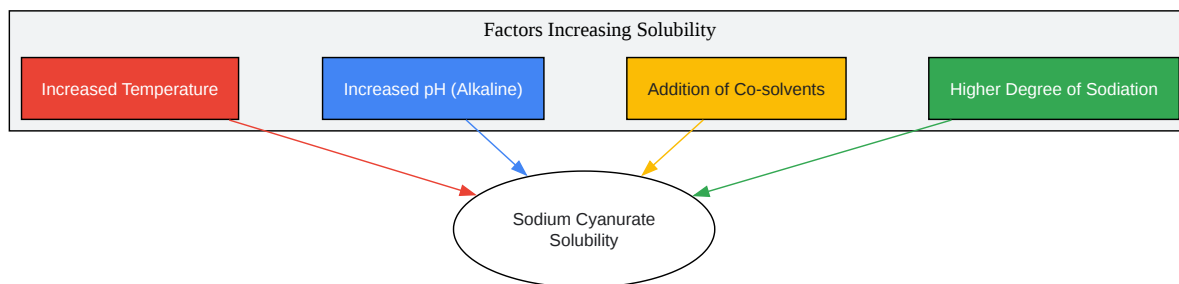 Factors Increasing Solubility
Increased Temperature
Increased pH (Alkaline)
Addition of Co-solvents
Higher Degree of Sodiation
Sodium Cyanurate
Solubility